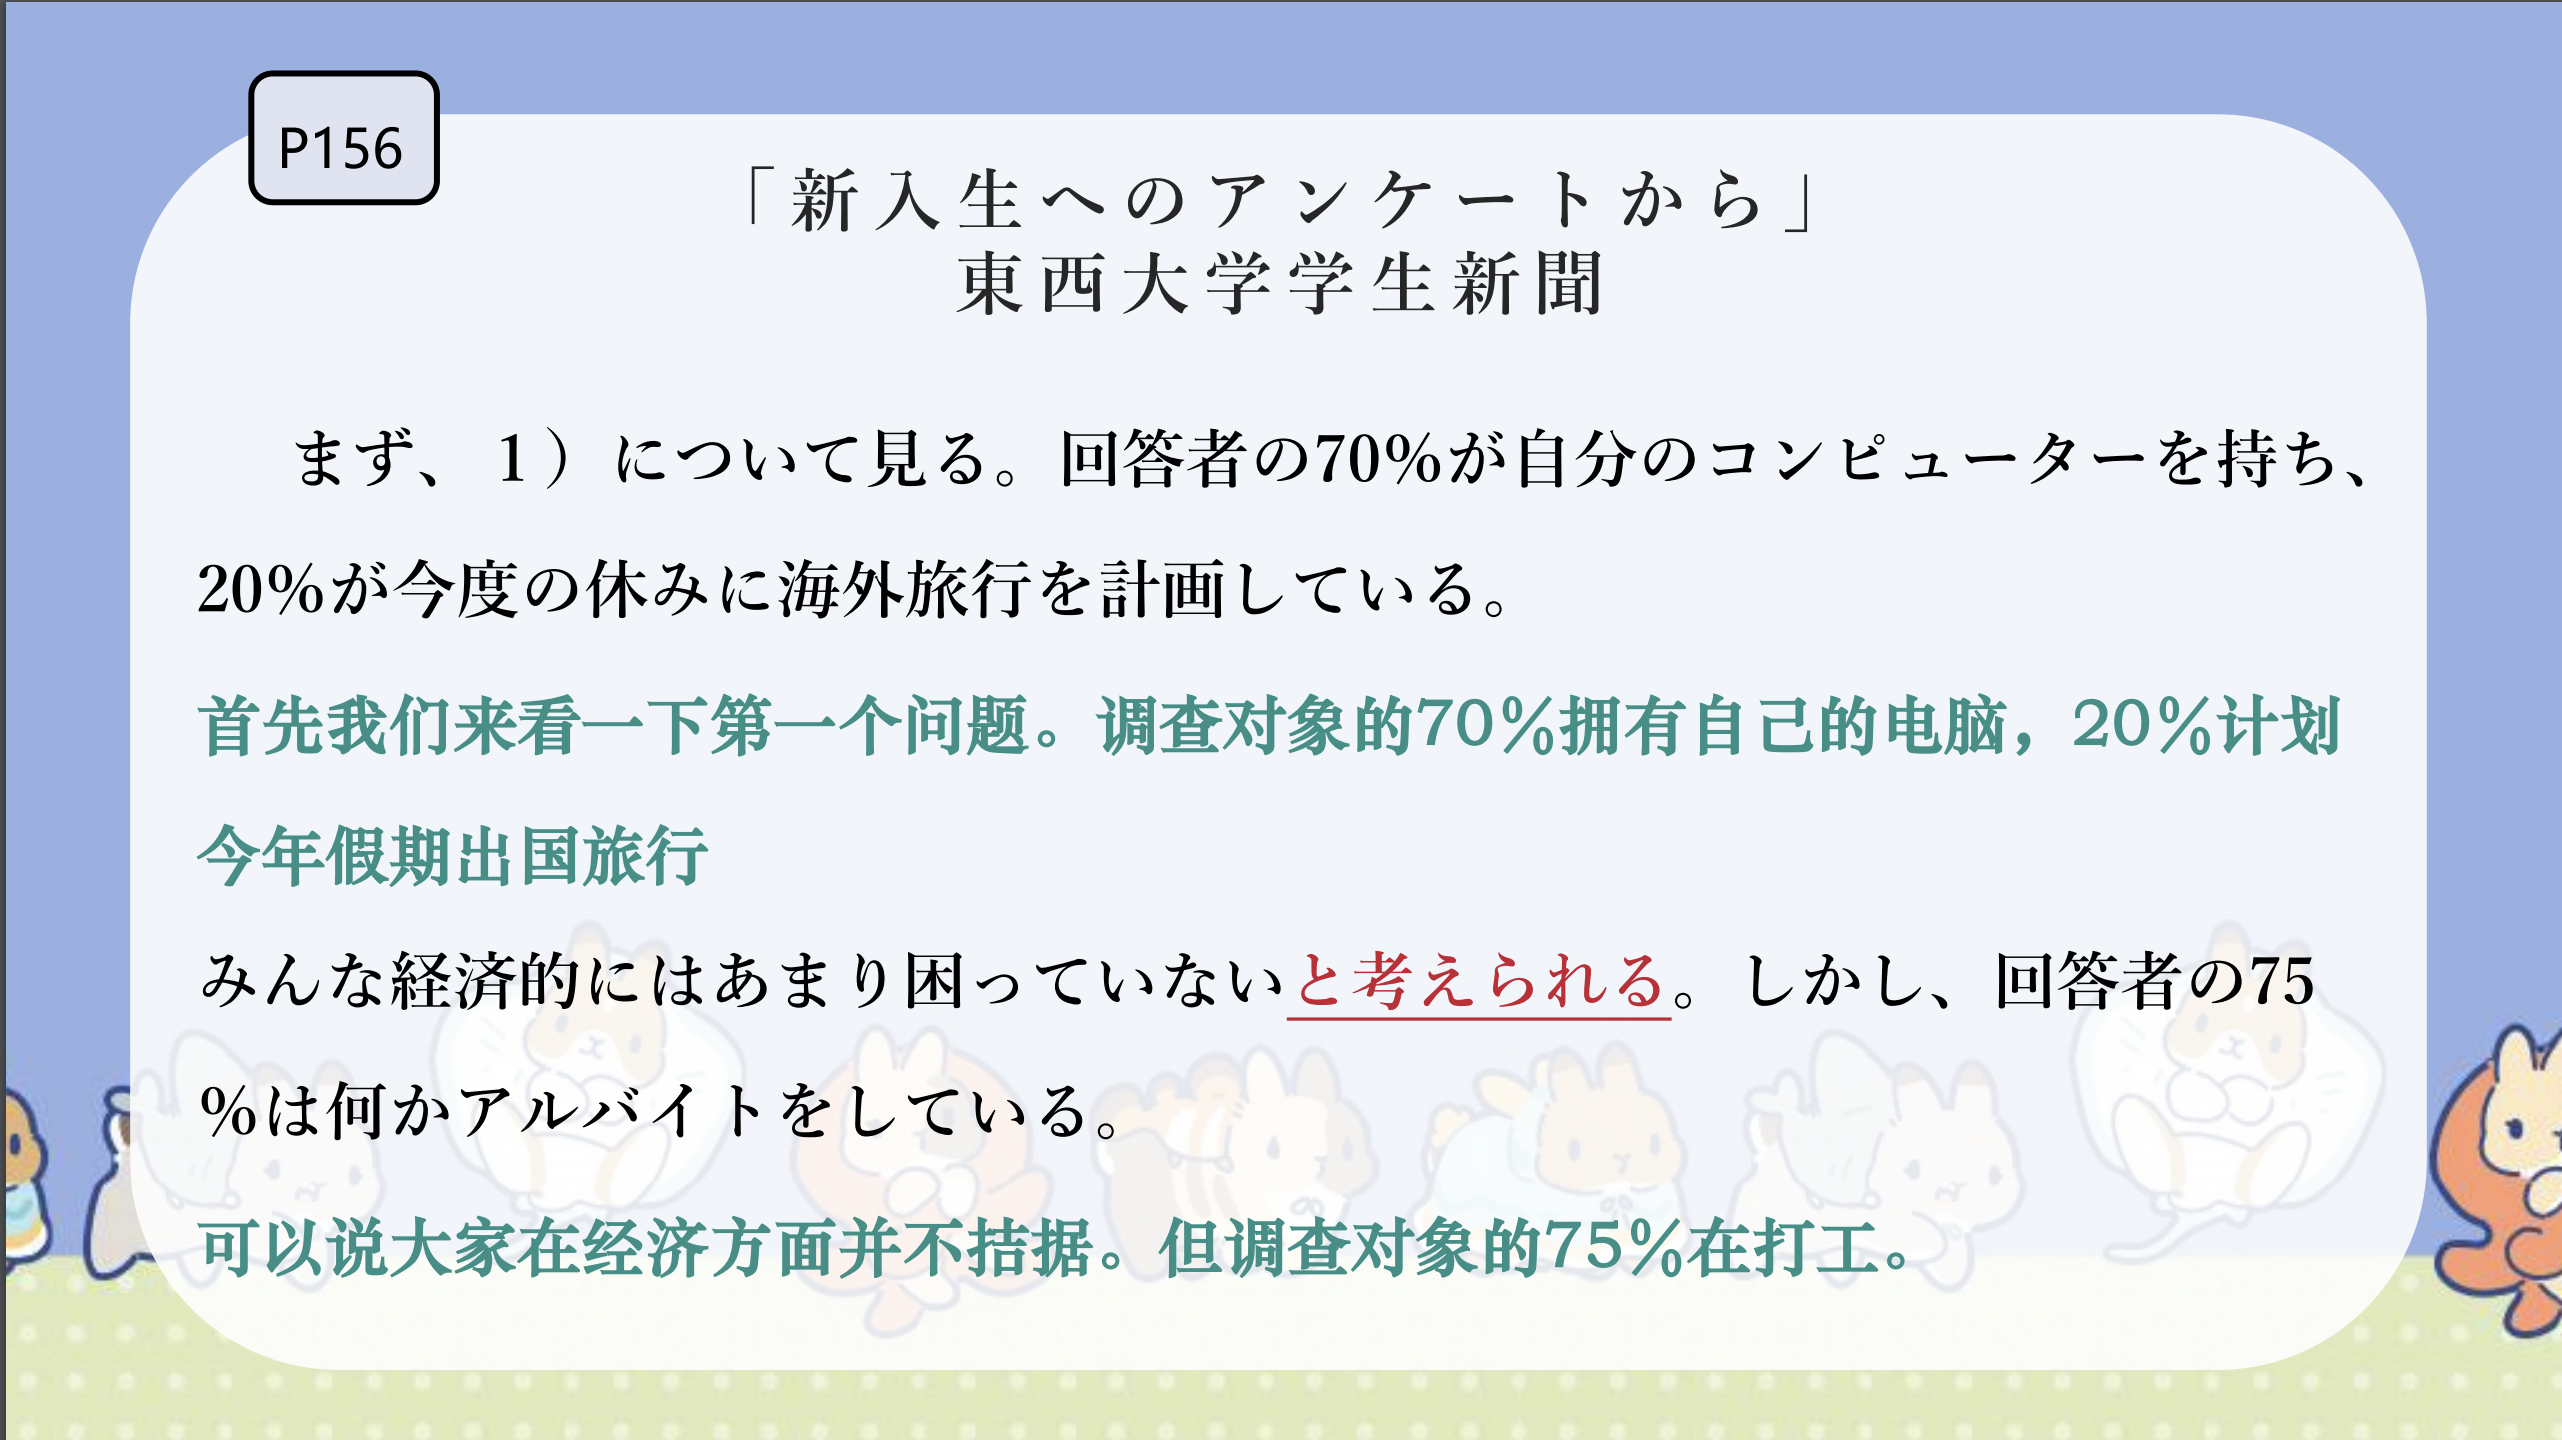 P156
「新入生へのアンケートから」
東西大学学生新聞
まず、1）について見る。回答者の70%が自分のコンピューターを持ち、
20%が今度の休みに海外旅行を計画している。
首先我们来看一下第一个问题。调查对象的70%拥有自己的电脑，20%计划
今年假期出国旅行
みんな経済的にはあまり困っていないと考えられる。しかし、回答者の75
%は何かアルバイトをしている。
可以说大家在经济方面并不拮据。但调查对象的75%在打工。